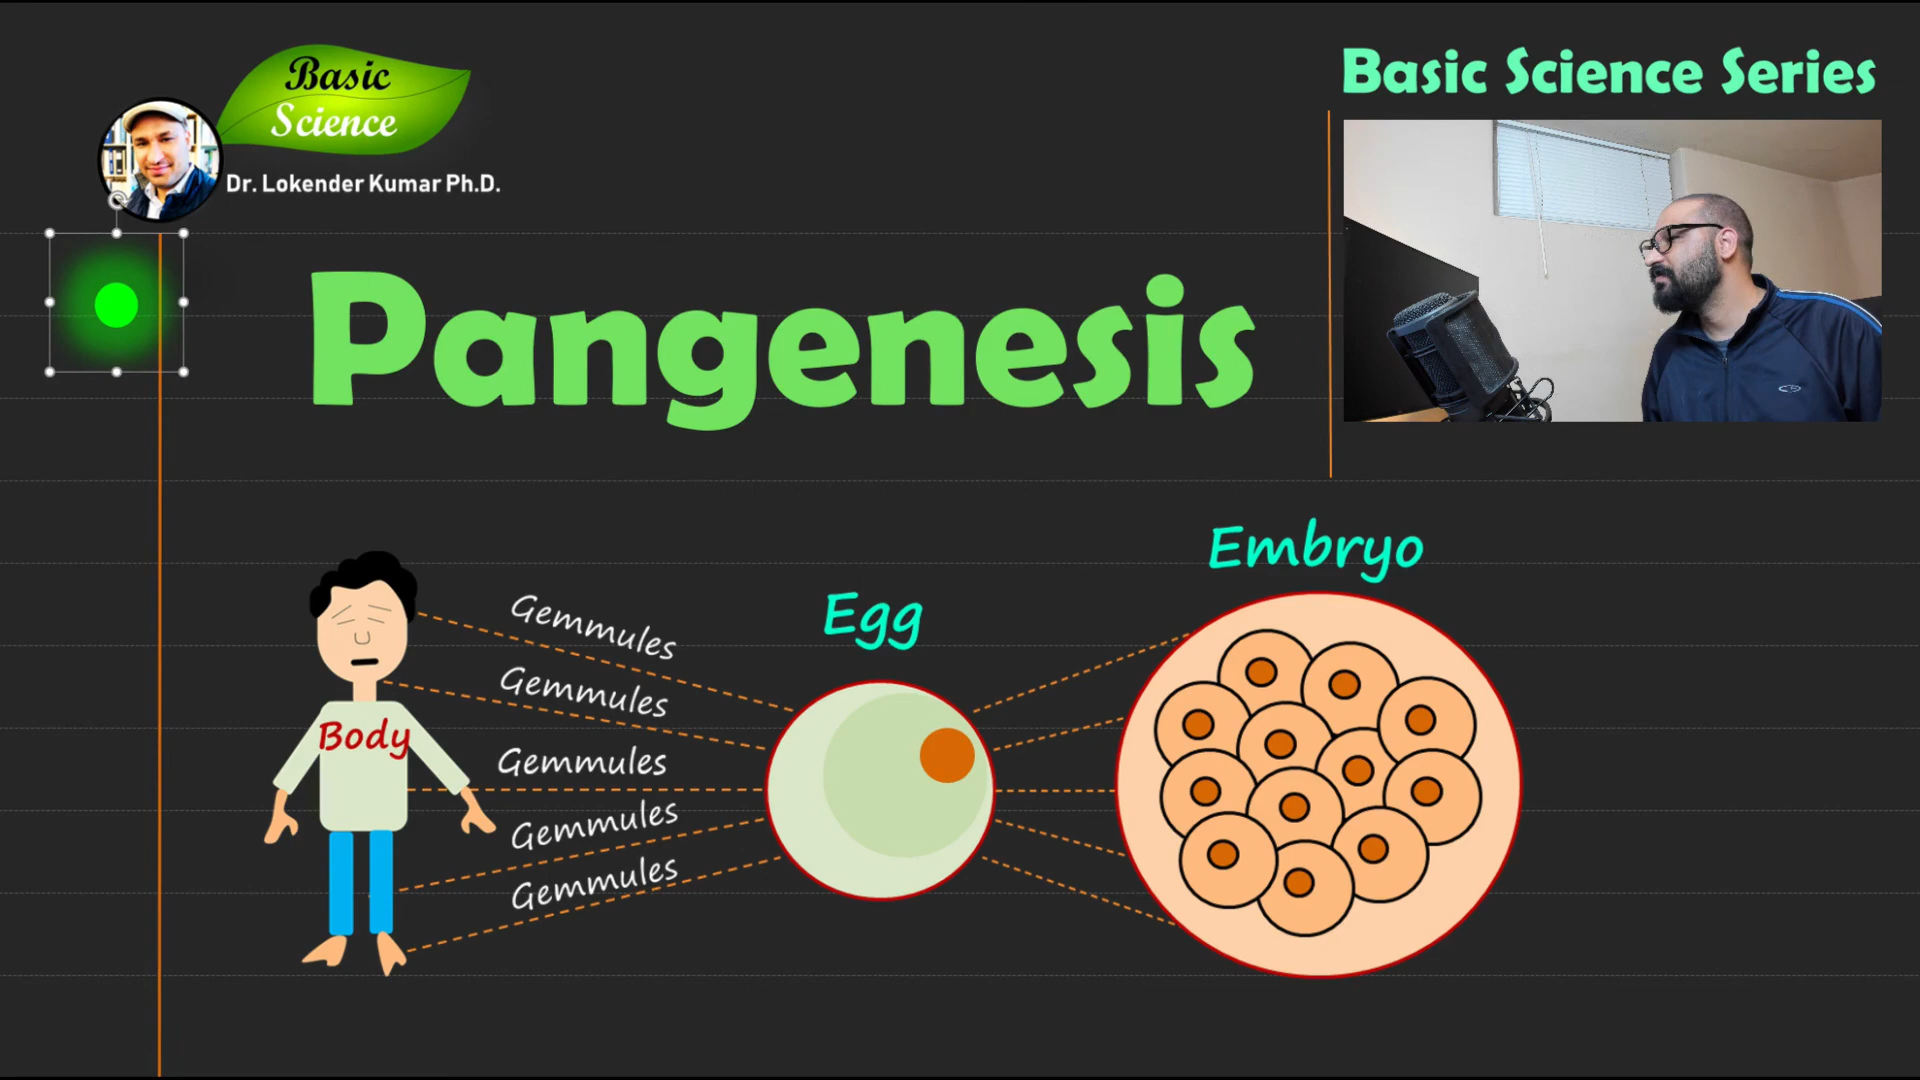 Basic
Science
Dr. Lokender Kumar Ph.D.
Basic Science Series
Pangenesis
Embryo
Egg
Gemmules
Gemmules
Gemmules
Gemmules
Gemmules
Body